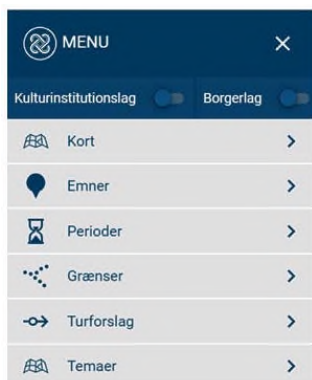 MENU
Kulturinstitutionslag Borgerlag
Kort
Emner
Perioder
Grænser
Turforslag
Temaer